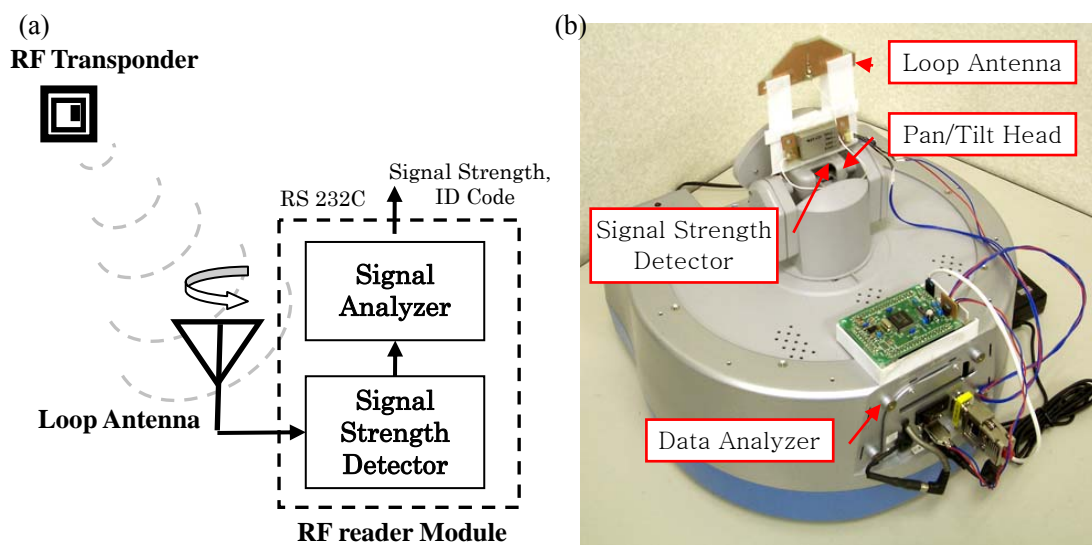 (a)
RF Transponder
Signal Strength,
ID Code
RS 232C
Signal
Analyzer
Loop Antenna
Signal
Strength
Detector
RF reader Module
(b)
Loop Antenna
Pan/Tilt Head
Signal Strength
Detector
Data Analyzer